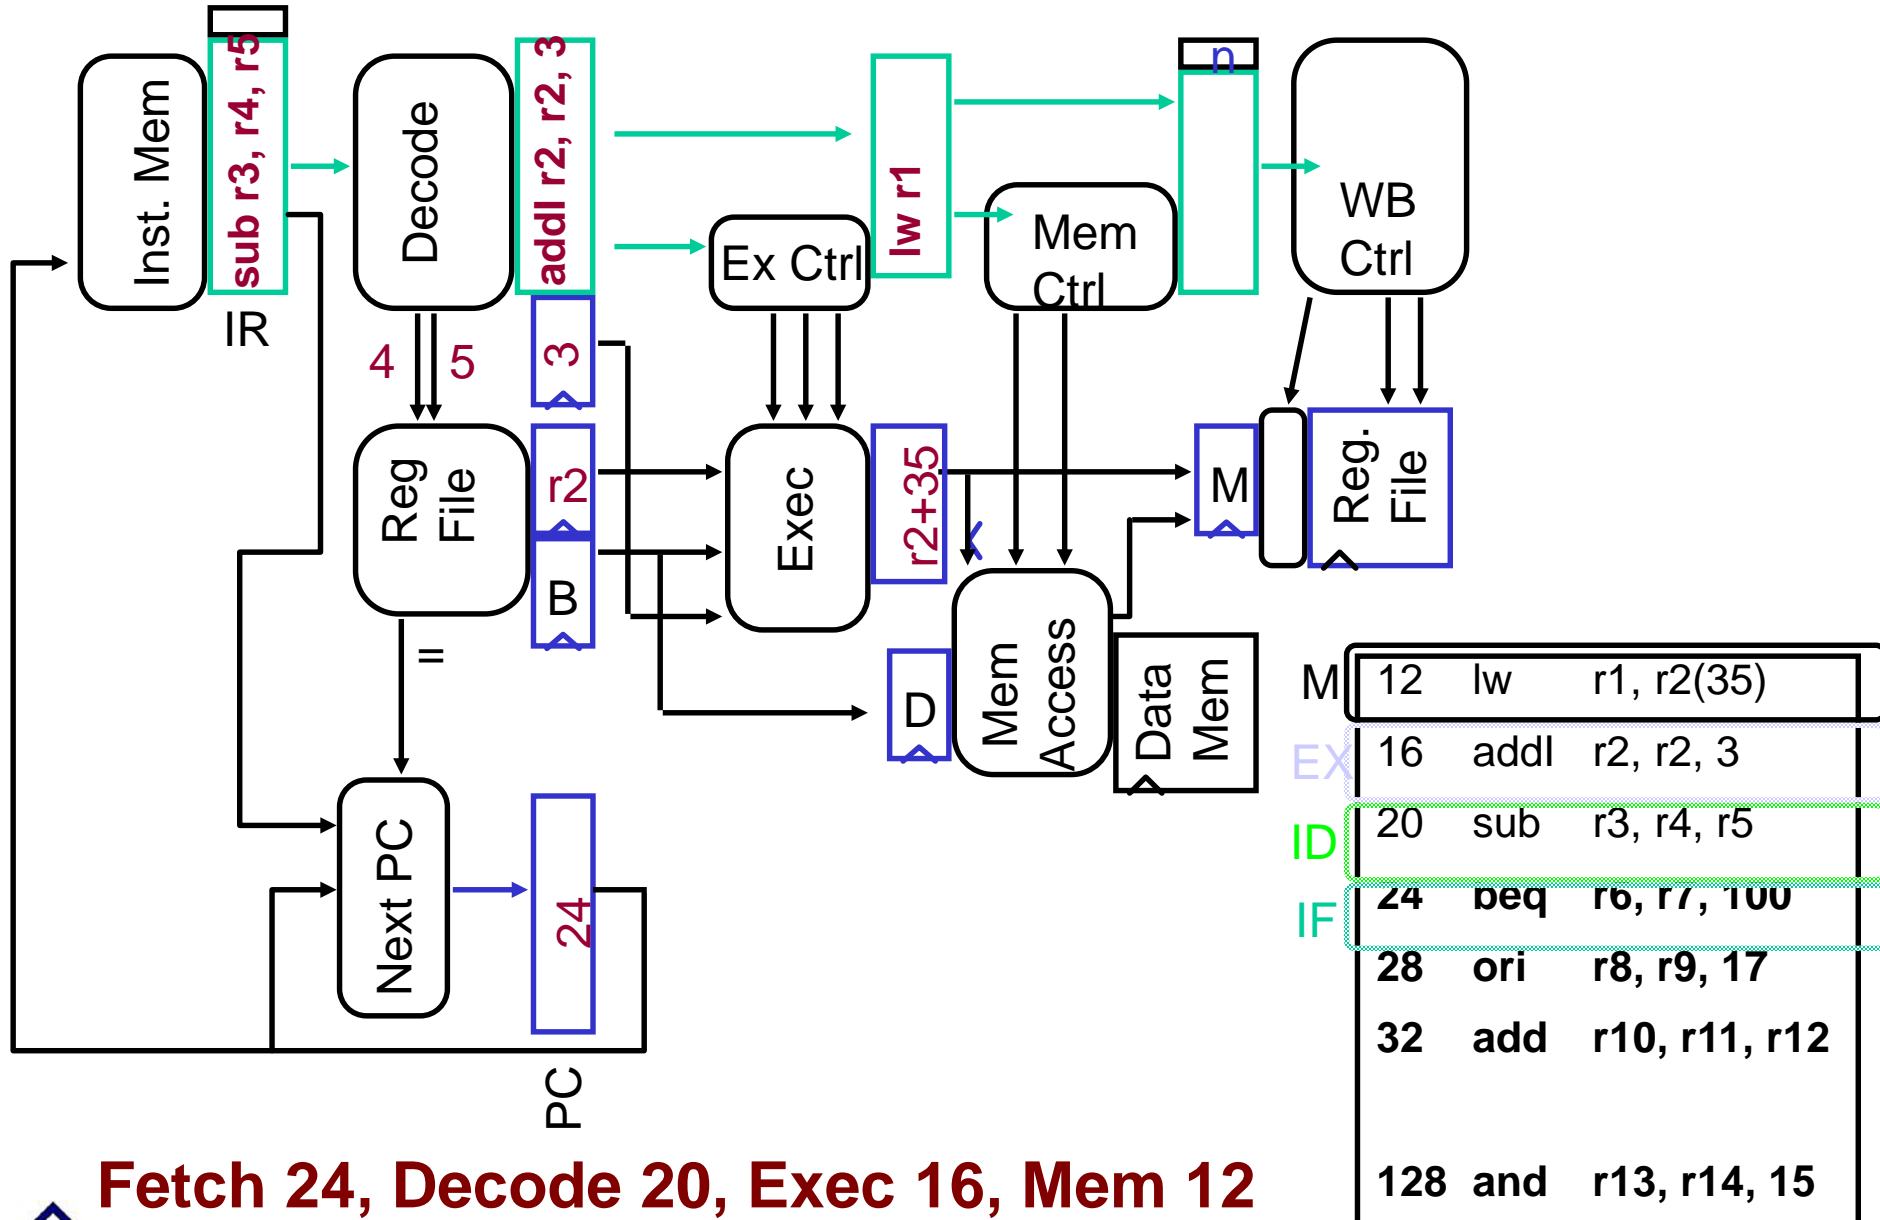 Inst. Mem
sub r3, r4, r5
IR
Decode
addI r2, r2, 3
Ex Ctrl
lw r1
Mem
Ctrl
n
WB
Ctrl
4 5
3
Reg
File
r2
B
Exec
r2+35
M
Reg.
File
=
D
Mem
Access
Data
Mem
Next PC
24
PC
M 12 lw r1, r2(35)
EX 16 addI r2, r2, 3
ID 20 sub r3, r4, r5
IF 24 beq r6, r7, 100
28 ori r8, r9, 17
32 add r10, r11, r12
128 and r13, r14, 15
Fetch 24, Decode 20, Exec 16, Mem 12